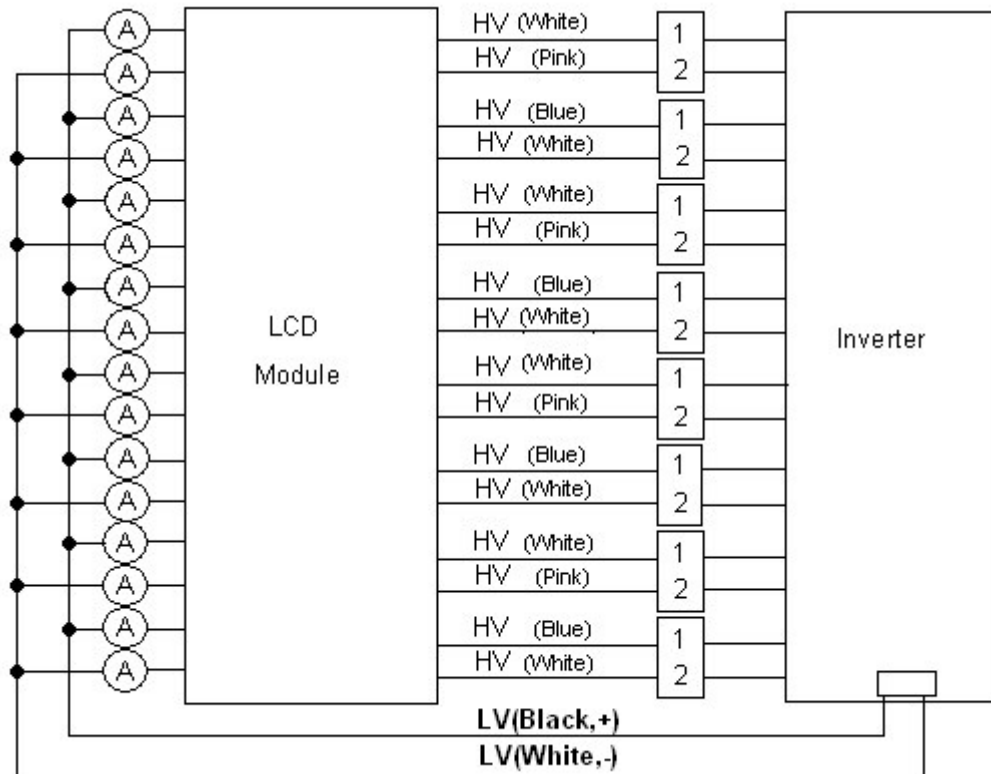 A HV (White) 1
A HV (Pink) 2
A HV (Blue) 1
A HV (White) 2
A HV (White) 1
A HV (Pink) 2
A HV (Blue) 1
A LCD HV (White) 2 Inverter
A Module HV (White) 1
A HV (Pink) 2
A HV (Blue) 1
A HV (White) 2
A HV (White) 1
A HV (Pink) 2
A HV (Blue) 1
A HV (White) 2
LV(Black,+)
LV(White,-)